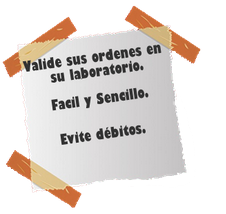 Valide sus ordenes en
su laboratorio.
Facil y Sencillo.
Evite débitos.